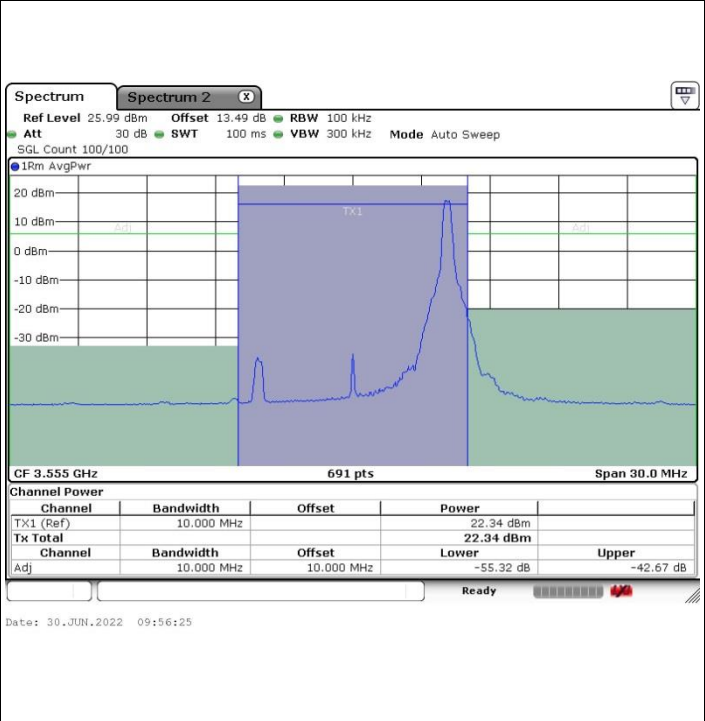 Spectrum Spectrum 2 X
Ref Level 25.99 dBm Offset 13.49 dB RBW 100 kHz
Att 30 dB SWT 100 ms VBW 300 kHz Mode Auto Sweep
SGL Count 100/100
1Rm AvgPwr
20 dBm
TX1
10 dBm
Adj Adj
0 dBm
-10 dBm
-20 dBm
-30 dBm
CF 3.555 GHz 691 pts Span 30.0 MHz
Channel Power
Channel Bandwidth Offset Power
TX1 (Ref) 10.000 MHz 22.34 dBm
Tx Total 22.34 dBm
Channel Bandwidth Offset Lower Upper
Adj 10.000 MHz 10.000 MHz -55.32 dB -42.67 dB
Ready
Date: 30.JUN.2022 09:56:25